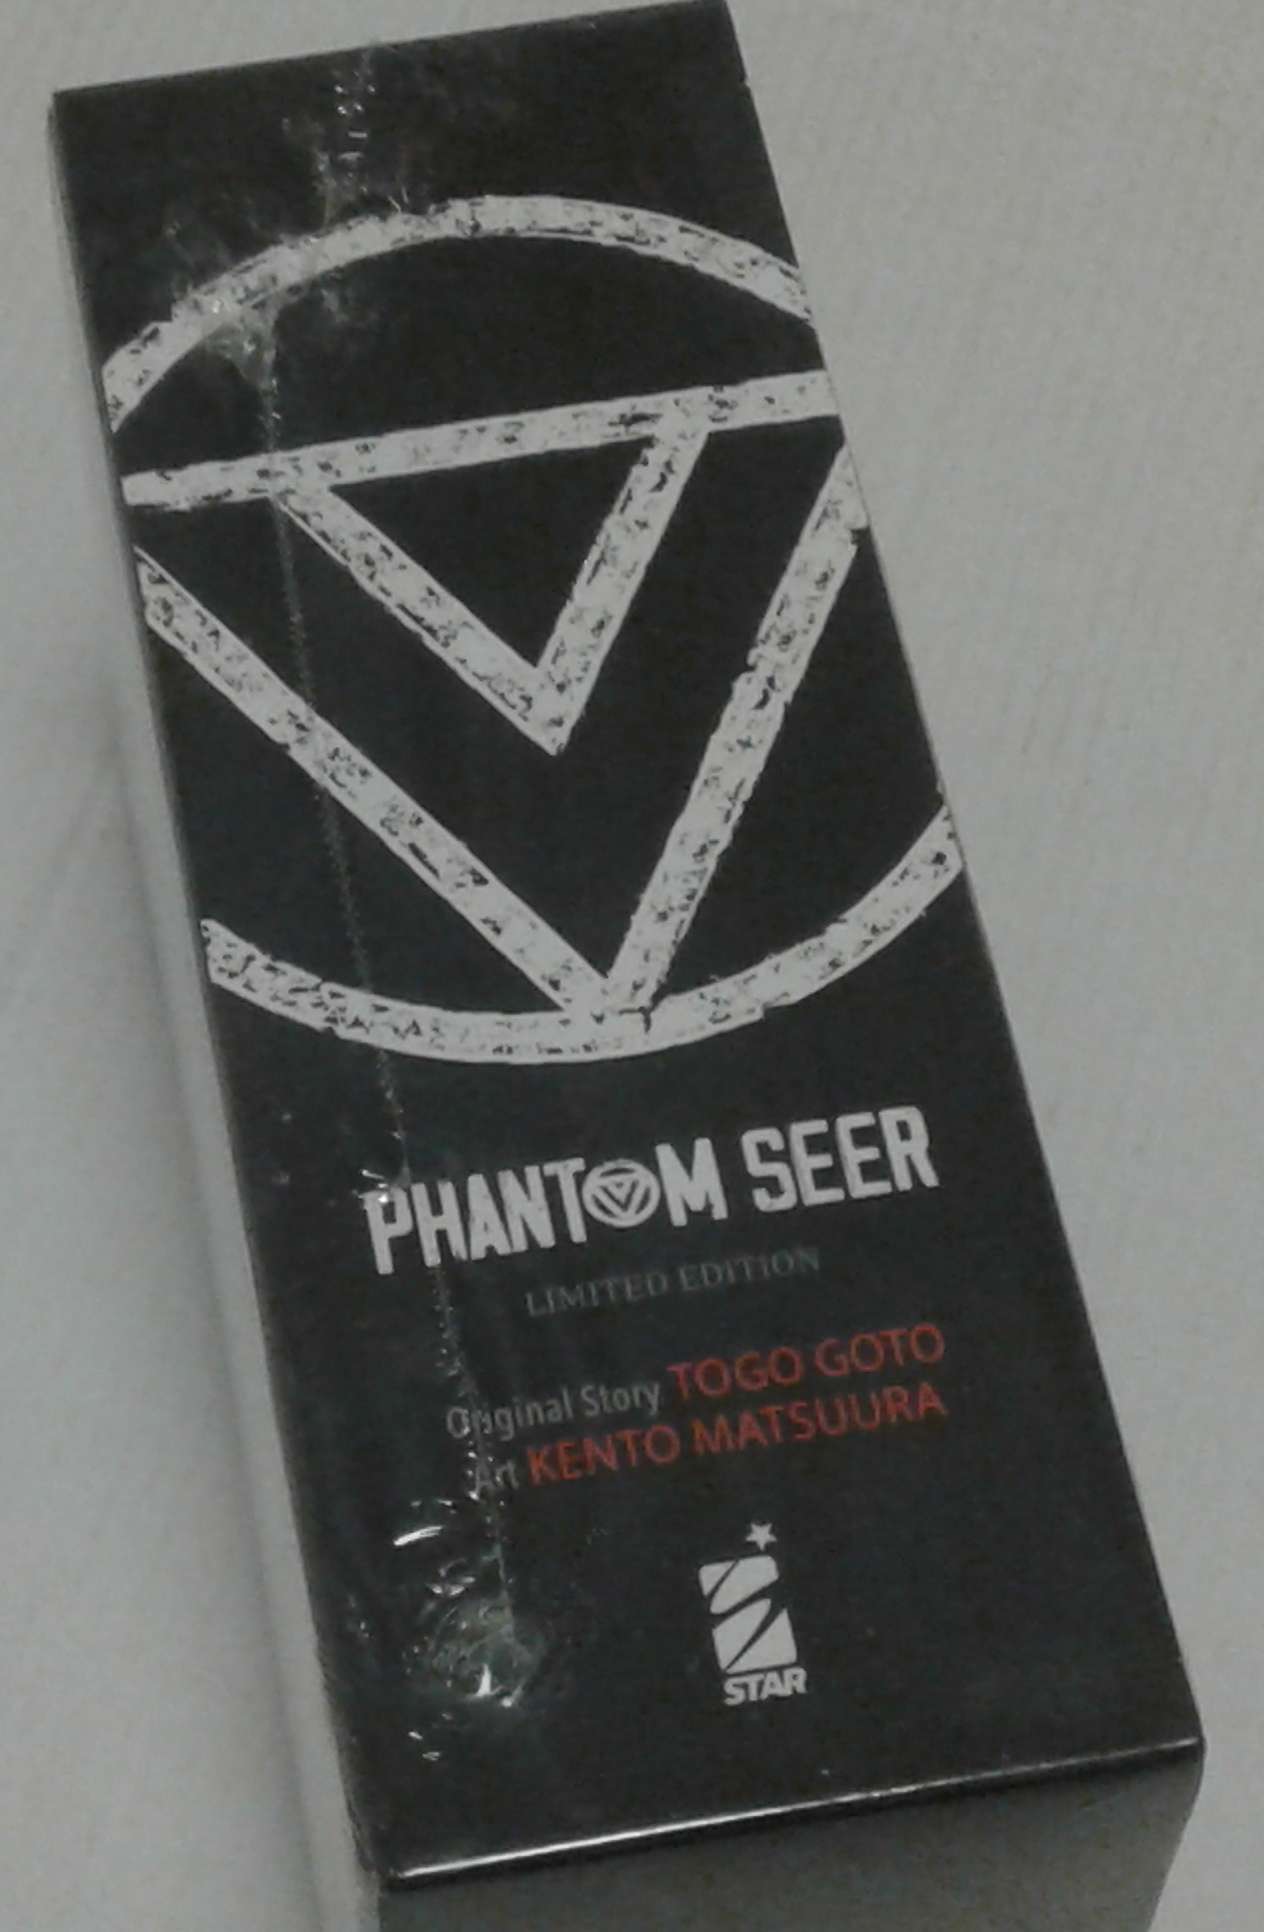 PHANTOM SEER
LIMITED EDITION
Original Story TOGO GOTO
Art KENTO MATSUURA
STAR